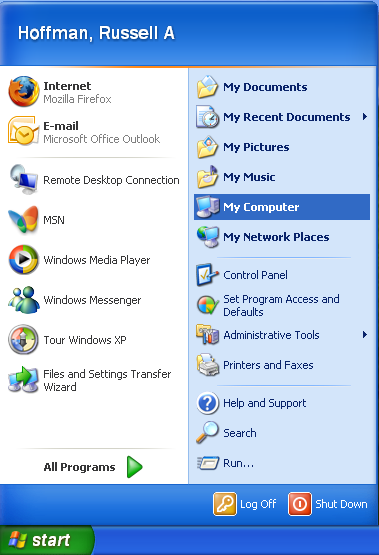 Hoffman, Russell A
Internet
Mozilla Firefox
E-mail
Microsoft Office Outlook
Remote Desktop Connection
MSN
Windows Media Player
Windows Messenger
Tour Windows XP
Files and Settings Transfer
Wizard
All Programs
My Documents
My Recent Documents
My Pictures
My Music
My Computer
My Network Places
Control Panel
Set Program Access and
Defaults
Administrative Tools
Printers and Faxes
Help and Support
Search
Run...
Log Off
Shut Down
start